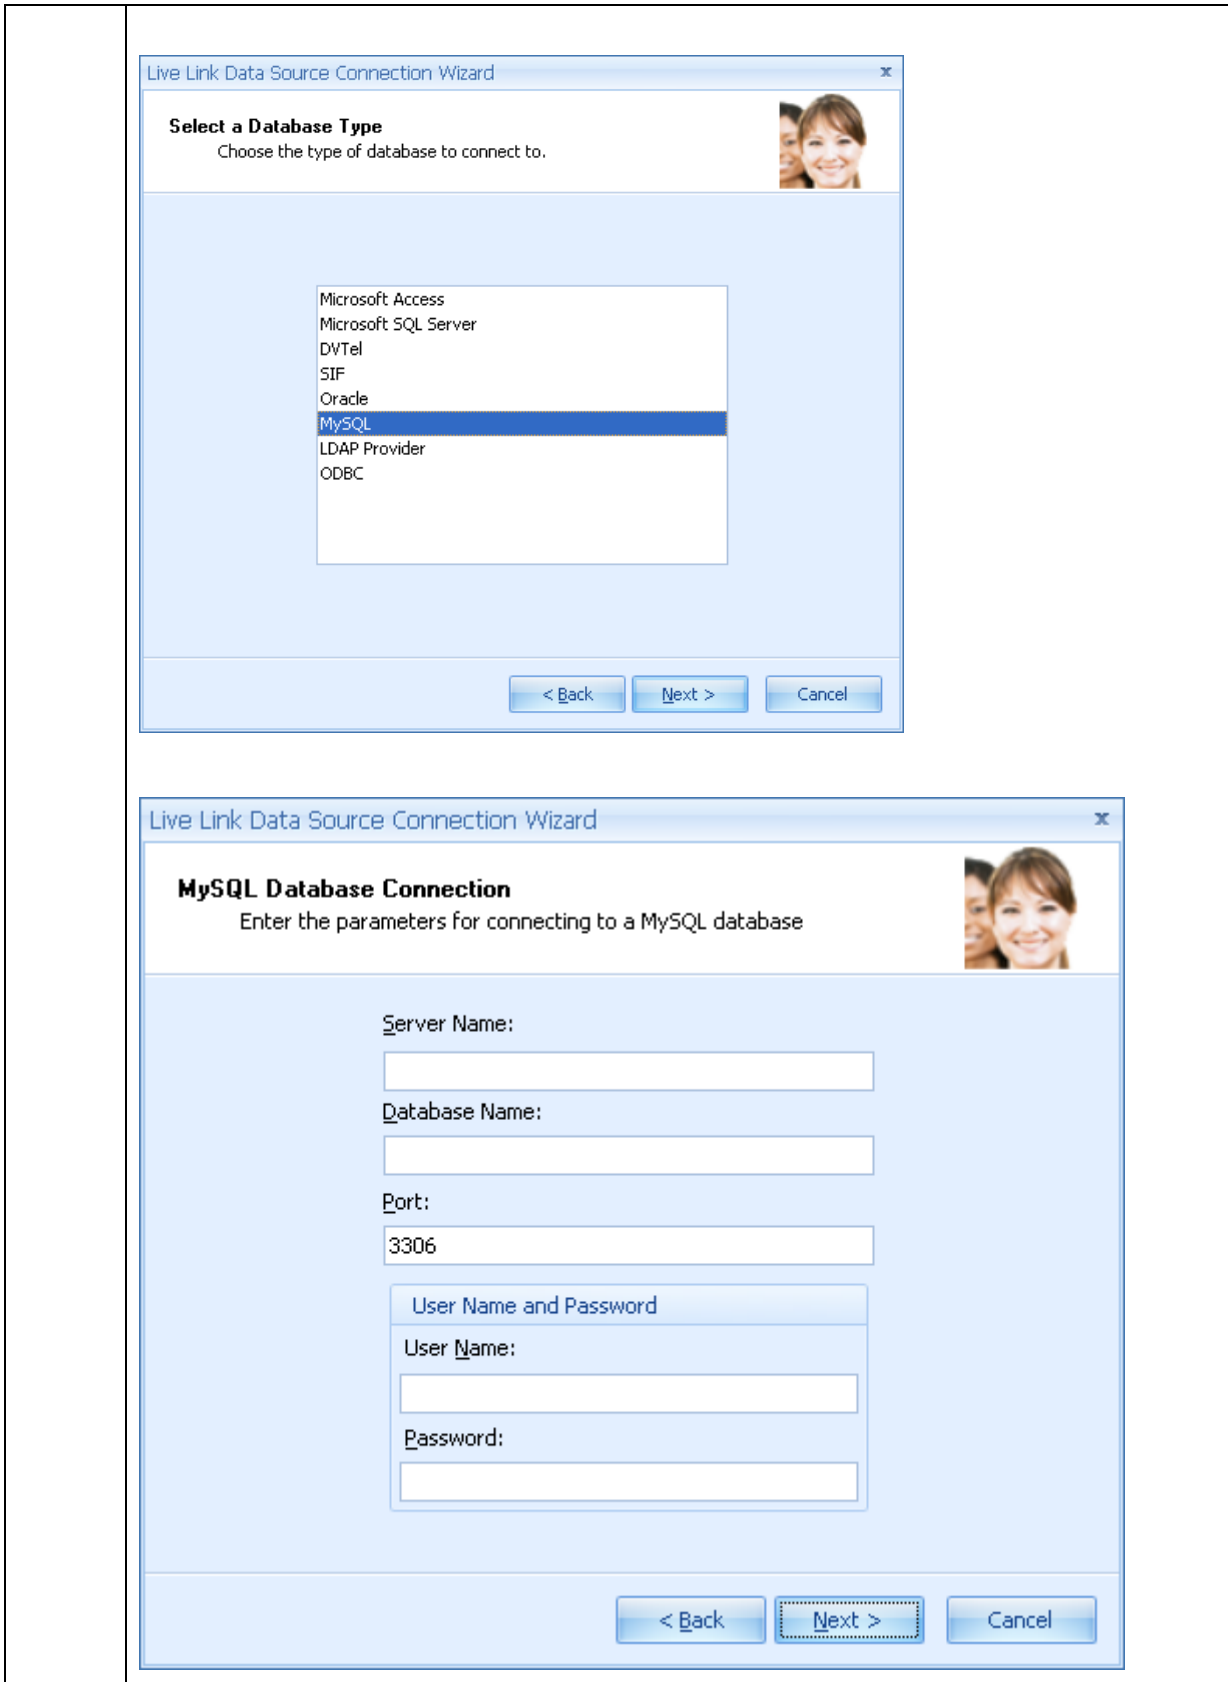 Live Link Data Source Connection Wizard
x
Select a Database Type
Choose the type of database to connect to.
Microsoft Access
Microsoft SQL Server
DVTel
SIF
Oracle
MySQL
LDAP Provider
ODBC
< Back Next > Cancel
Live Link Data Source Connection Wizard
x
MySQL Database Connection
Enter the parameters for connecting to a MySQL database
Server Name:
Database Name:
Port:
3306
User Name and Password
User Name:
Password:
< Back Next > Cancel